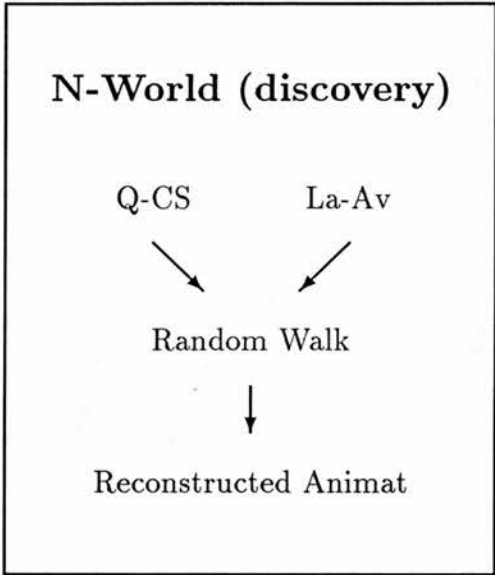 N-World (discovery)
Q-CS La-Av
Random Walk
Reconstructed Animat